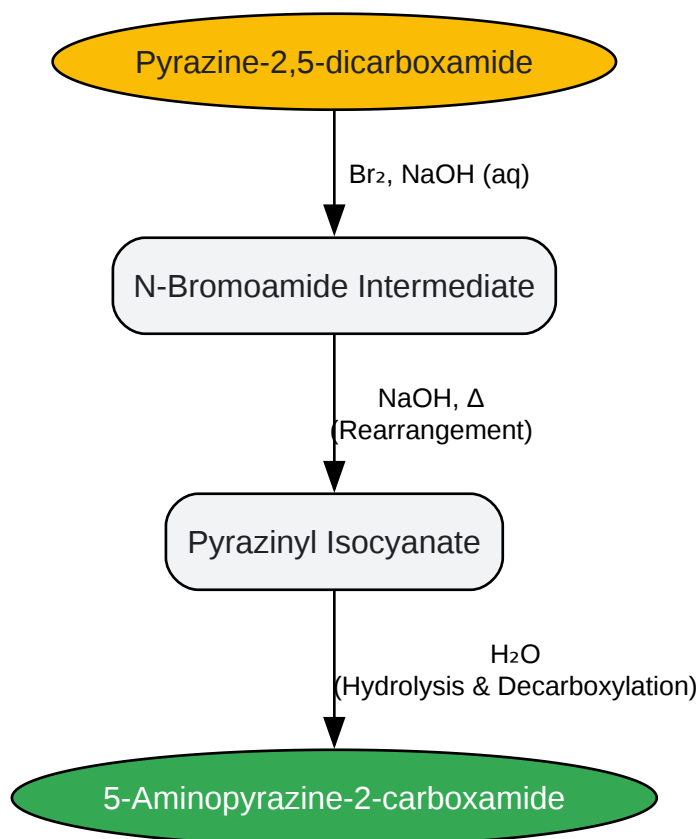 Pyrazine-2,5-dicarboxamide
Br₂, NaOH (aq)
N-Bromoamide Intermediate
NaOH, Δ
(Rearrangement)
Pyrazinyl Isocyanate
H₂O
(Hydrolysis & Decarboxylation)
5-Aminopyrazine-2-carboxamide